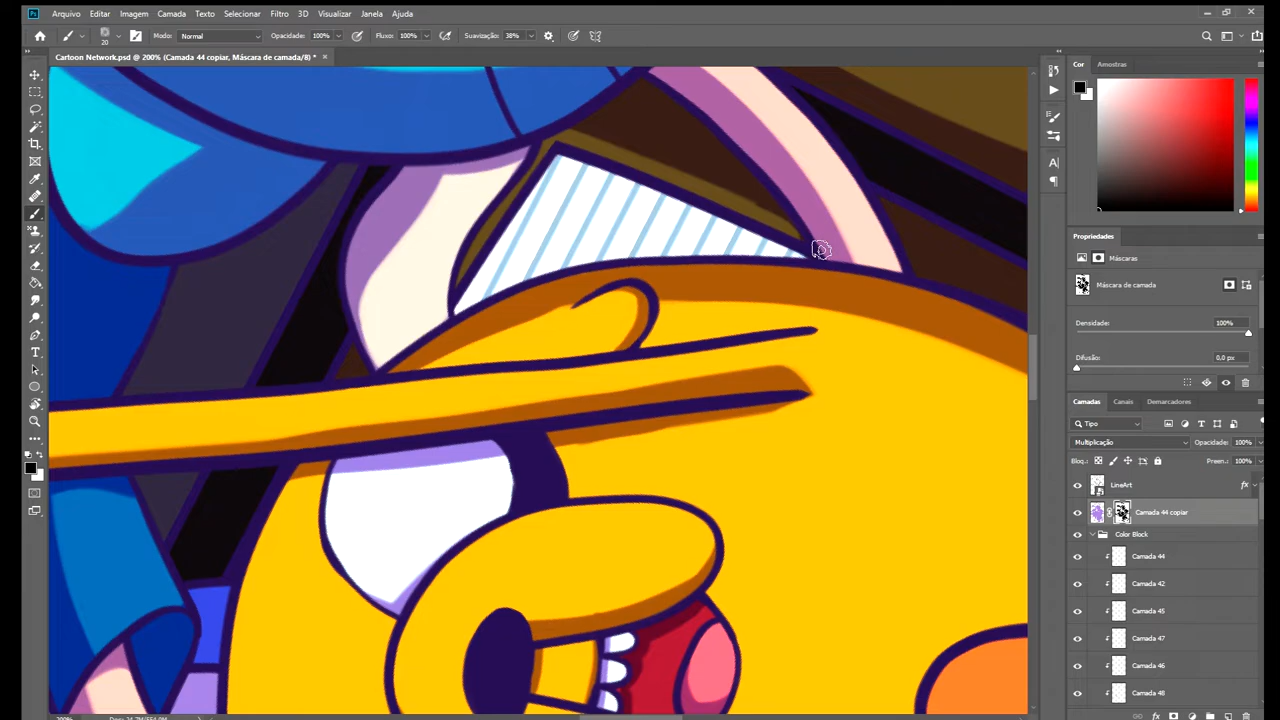 Ps Arquivo Editar Imagem Camada Texto Selecionar Filtro 3D Visualizar Janela Ajuda
20 Modo: Normal Opacidade: 100% Fluxo: 100% Suavização: 38%
Cartoon Network.psd @ 200% (Camada 44 copiar, Máscara de camada/8) *
Cor Amostras
Propriedades
Máscaras
Máscara de camada
Densidade: 100%
Difusão: 0,0 px
Camadas Canais Demarcadores
Tipo
Multiplicação Opacidade: 100%
Bloq.: Preen.: 100%
LineArt fx
Camada 44 copiar
Color Block
Camada 44
Camada 42
Camada 45
Camada 47
Camada 46
Camada 48